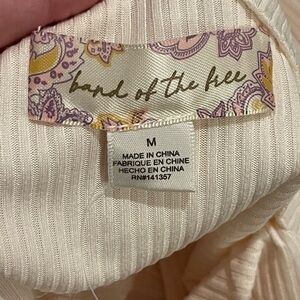 band of the free
M
MADE IN CHINA
FABRIQUE EN CHINE
HECHO EN CHINA
RN#141357